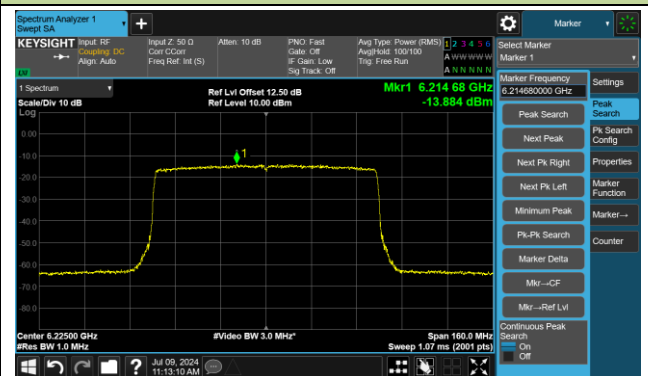 Spectrum Analyzer 1
Swept SA
+
Marker
KEYSIGHT
Input: RF
Coupling: DC
Align: Auto
Input Z: 50 Ω
Corr CCorr
Freq Ref: Int (S)
Atten: 10 dB
PNO: Fast
Gate: Off
IF Gain: Low
Sig Track: Off
Avg Type: Power (RMS)
Avg|Hold: 100/100
Trig: Free Run
1 2 3 4 5 6
A W W W W W
A N N N N N
LXI
Select Marker
Marker 1
1 Spectrum
Scale/Div 10 dB
Log
Ref Lvl Offset 12.50 dB
Ref Level 10.00 dBm
Mkr1 6.214 68 GHz
-13.884 dBm
0.00
-10.0
-20.0
-30.0
-40.0
-50.0
-60.0
-70.0
-80.0
1
Center 6.22500 GHz
#Res BW 1.0 MHz
#Video BW 3.0 MHz*
Span 160.0 MHz
Sweep 1.07 ms (2001 pts)
Marker Frequency
6.214680000 GHz
Peak Search
Next Peak
Next Pk Right
Next Pk Left
Minimum Peak
Pk-Pk Search
Marker Delta
Mkr→CF
Mkr→Ref Lvl
Continuous Peak
Search
On
Off
Settings
Peak
Search
Pk Search
Config
Properties
Marker
Function
Marker→
Counter
?
Jul 09, 2024
11:13:10 AM